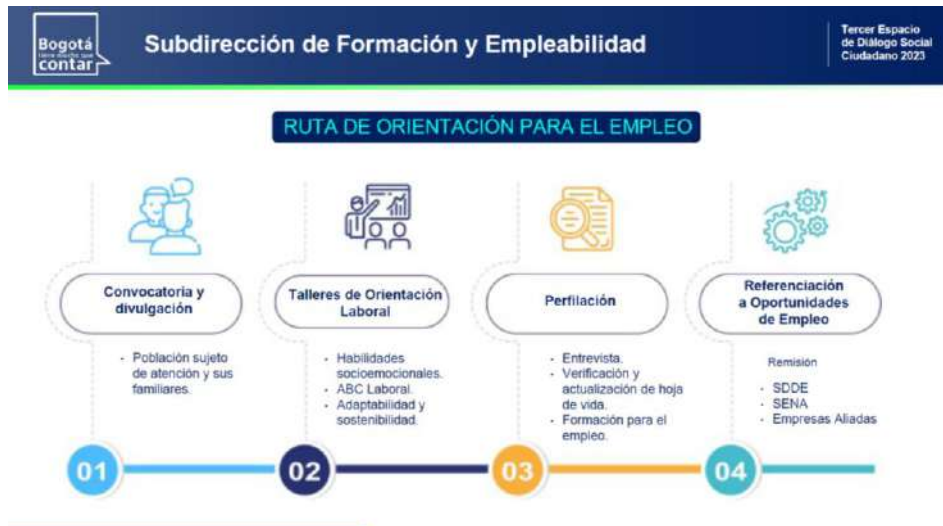 Bogotá
tiene mucho que
contar
Subdirección de Formación y Empleabilidad
Tercer Espacio
de Diálogo Social
Ciudadano 2023
RUTA DE ORIENTACIÓN PARA EL EMPLEO
Convocatoria y
divulgación
- Población sujeto
de atención y sus
familiares.
01
Talleres de Orientación
Laboral
- Habilidades
socioemocionales.
- ABC Laboral.
- Adaptabilidad y
sostenibilidad.
02
Perfilación
- Entrevista.
- Verificación y
actualización de hoja
de vida.
- Formación para el
empleo.
03
Referenciación
a Oportunidades
de Empleo
Remisión
- SDDE
- SENA
- Empresas Aliadas
04